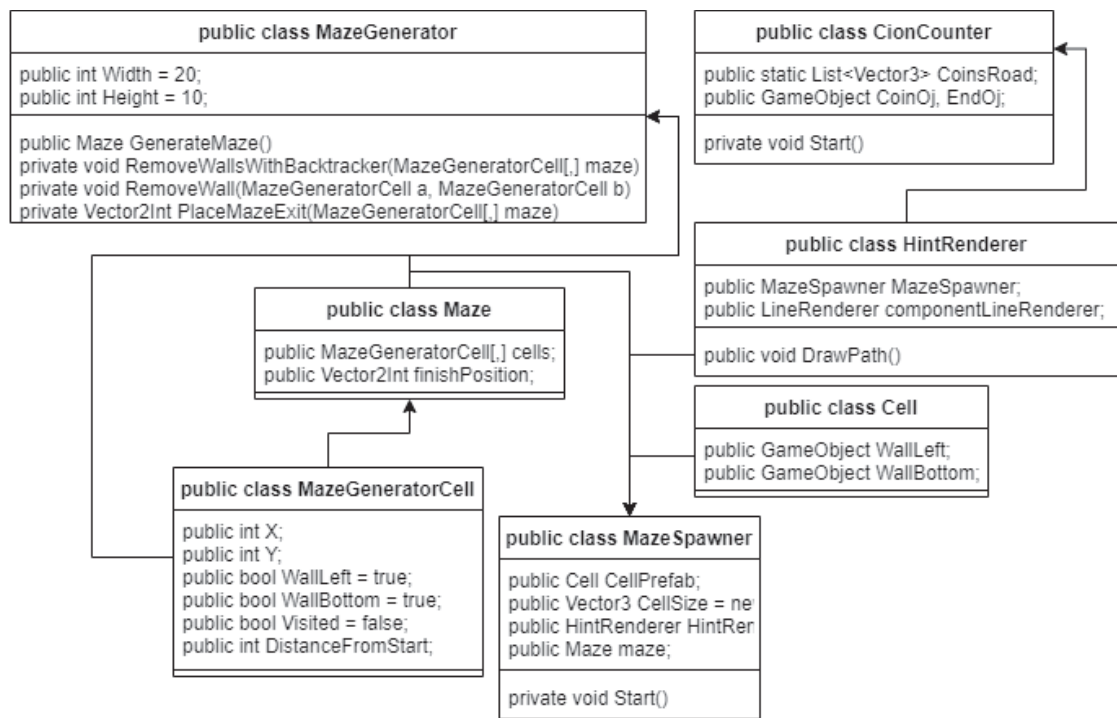 public class MazeGenerator
public int Width = 20;
public int Height = 10;
public Maze GenerateMaze()
private void RemoveWallsWithBacktracker(MazeGeneratorCell[,] maze)
private void RemoveWall(MazeGeneratorCell a, MazeGeneratorCell b)
private Vector2Int PlaceMazeExit(MazeGeneratorCell[,] maze)
public class CionCounter
public static List<Vector3> CoinsRoad;
public GameObject CoinOj, EndOj;
private void Start()
public class HintRenderer
public MazeSpawner MazeSpawner;
public LineRenderer componentLineRenderer;
public void DrawPath()
public class Maze
public MazeGeneratorCell[,] cells;
public Vector2Int finishPosition;
public class Cell
public GameObject WallLeft;
public GameObject WallBottom;
public class MazeGeneratorCell
public int X;
public int Y;
public bool WallLeft = true;
public bool WallBottom = true;
public bool Visited = false;
public int DistanceFromStart;
public class MazeSpawner
public Cell CellPrefab;
public Vector3 CellSize = ne
public HintRenderer HintRen
public Maze maze;
private void Start()